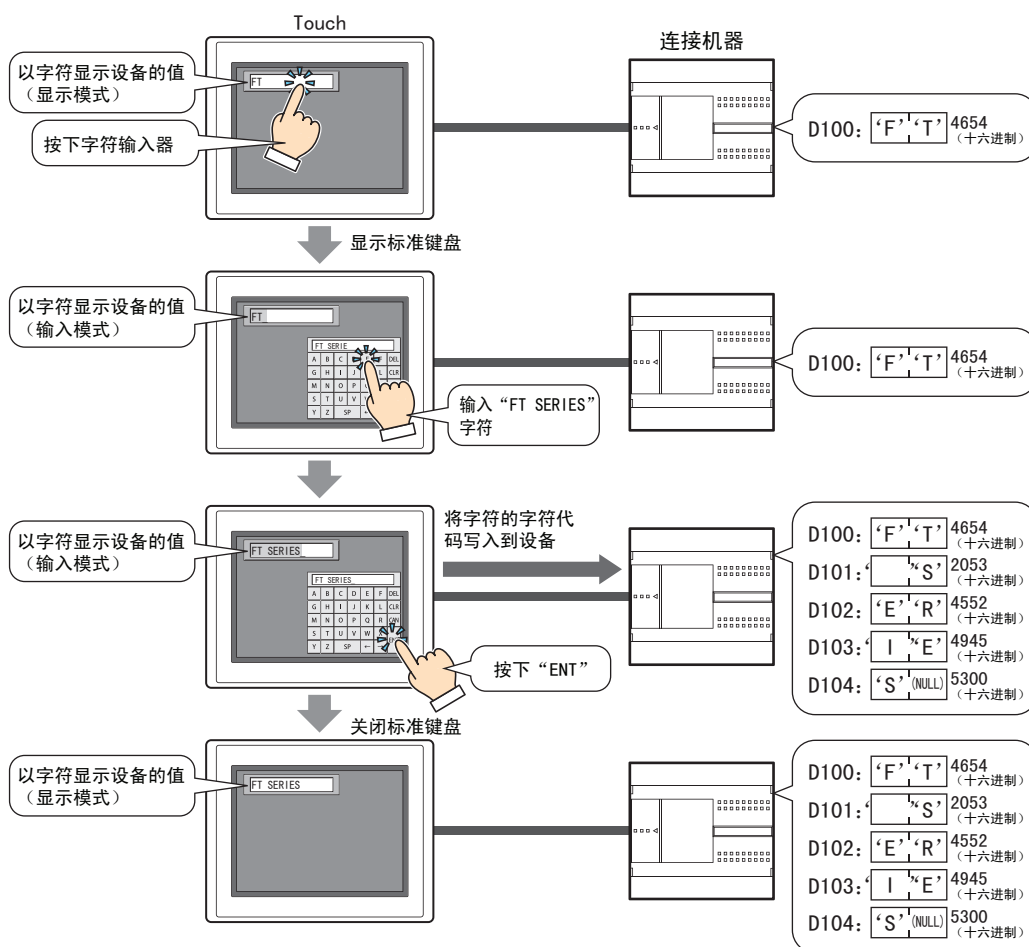 Touch
连接机器
以字符显示设备的值
（显示模式）
FT
按下字符输入器
D100: ‘F’ ‘T’ 4654
（十六进制）
显示标准键盘
以字符显示设备的值
（输入模式）
FT_
FT SERIE
A B C E F DEL
G H I J L CLR
M N O P
S T U V
Y Z SP ←
输入“FT SERIES”
字符
D100: ‘F’ ‘T’ 4654
（十六进制）
以字符显示设备的值
（输入模式）
FT SERIES
FT SERIES_
A B C D E F DEL
G H I J K L CLR
M N O P Q R CAN
S T U V W X
Y Z SP ←
按下“ENT”
将字符的字符代
码写入到设备
D100: ‘F’ ‘T’ 4654
（十六进制）
D101: ‘ ’ ‘S’ 2053
（十六进制）
D102: ‘E’ ‘R’ 4552
（十六进制）
D103: ‘I’ ‘E’ 4945
（十六进制）
D104: ‘S’ (NULL) 5300
（十六进制）
关闭标准键盘
以字符显示设备的值
（显示模式）
FT SERIES
D100: ‘F’ ‘T’ 4654
（十六进制）
D101: ‘ ’ ‘S’ 2053
（十六进制）
D102: ‘E’ ‘R’ 4552
（十六进制）
D103: ‘I’ ‘E’ 4945
（十六进制）
D104: ‘S’ (NULL) 5300
（十六进制）